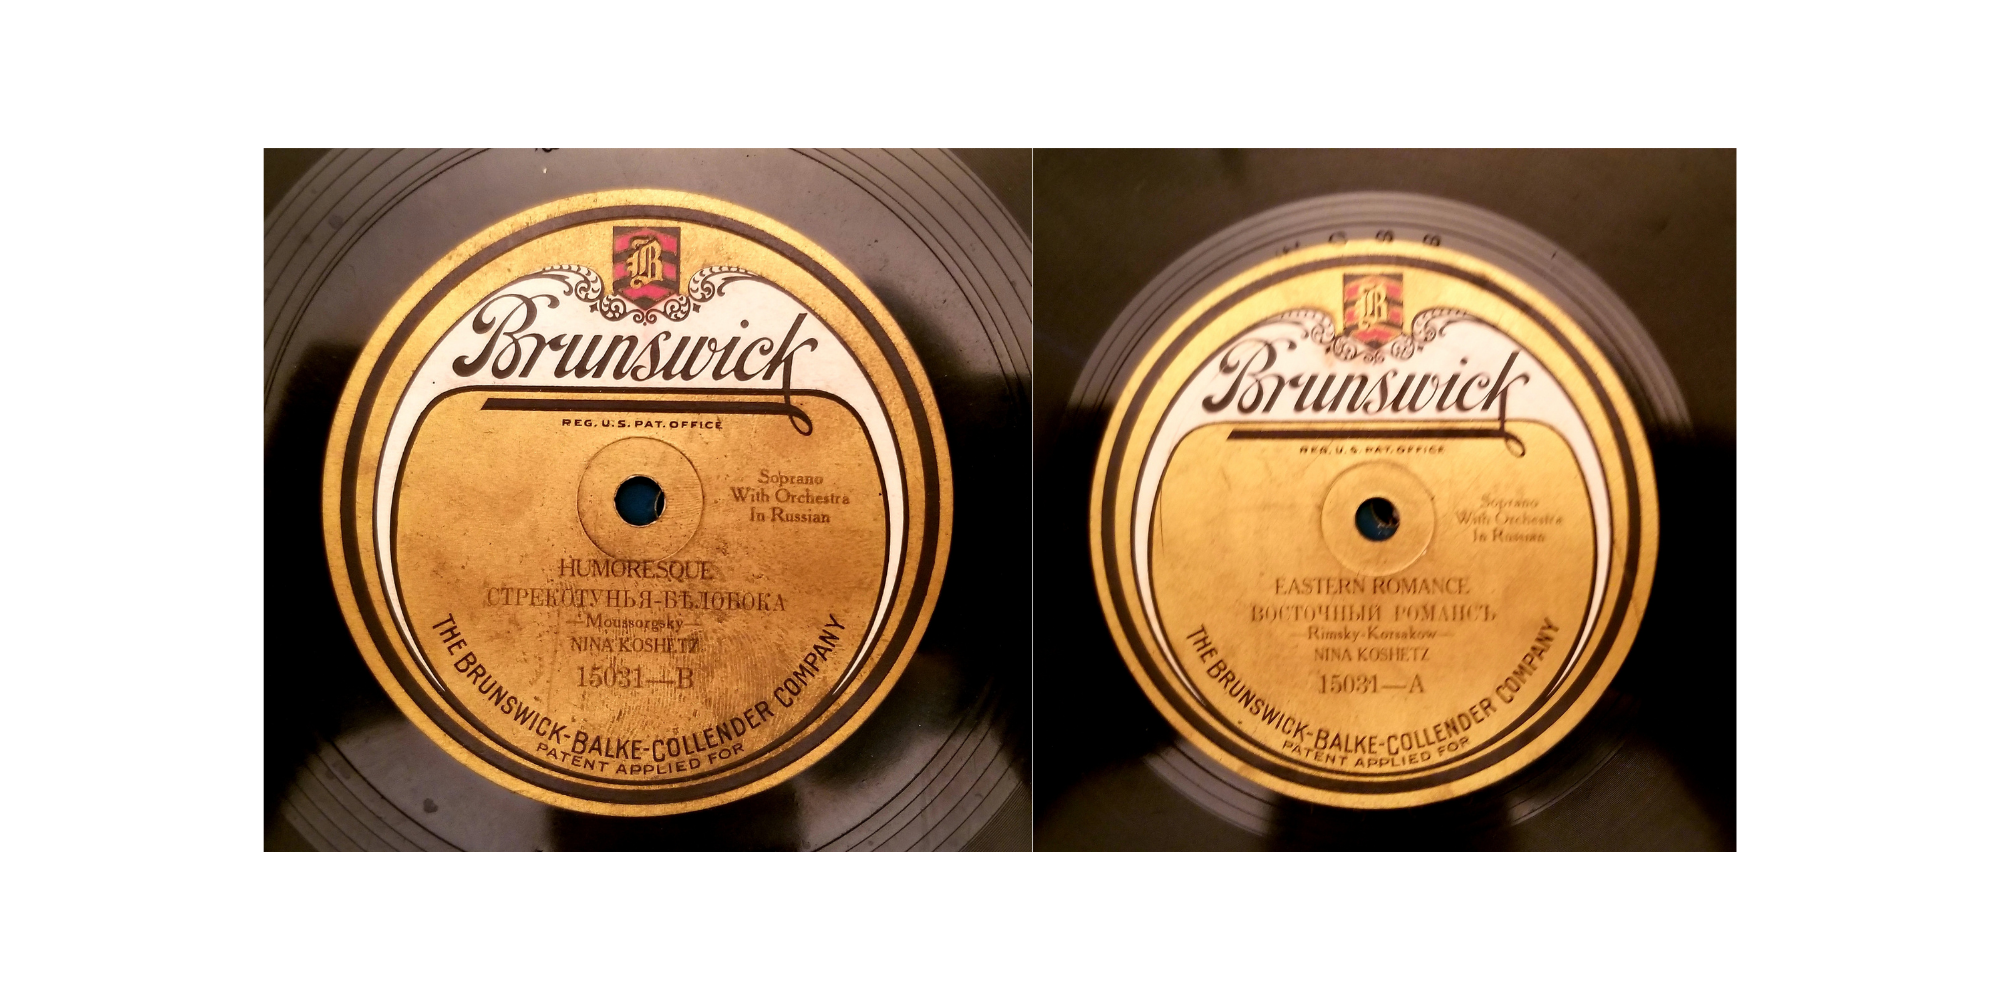 B
Brunswick
REG. U.S. PAT. OFFICE
Soprano
With Orchestra
In Russian
HUMORESQUE
СТРЕКОТУНЬЯ-БѢЛОБОКА
—Moussorgsky—
NINA KOSHETZ
15031—B
THE BRUNSWICK-BALKE-COLLENDER COMPANY
PATENT APPLIED FOR
B
Brunswick
REG. U.S. PAT. OFFICE
Soprano
With Orchestra
In Russian
EASTERN ROMANCE
ВОСТОЧНЫЙ РОМАНСЪ
—Rimsky-Korsakow—
NINA KOSHETZ
15031—A
THE BRUNSWICK-BALKE-COLLENDER COMPANY
PATENT APPLIED FOR